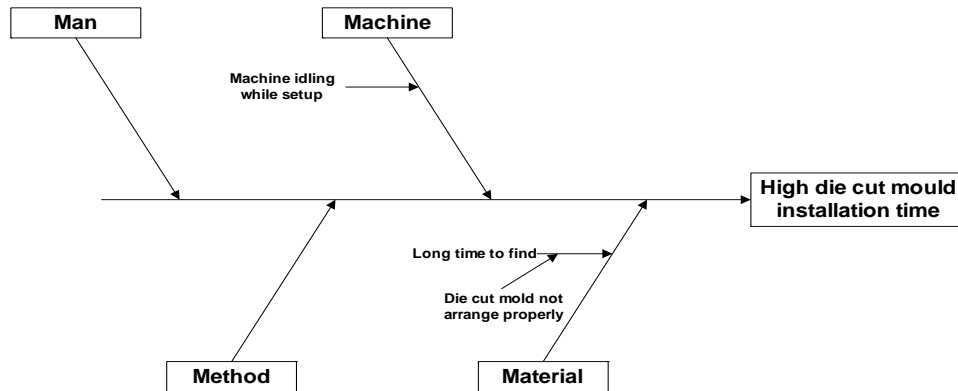 Man
Machine
Machine idling
while setup
High die cut mould
installation time
Long time to find
Die cut mold not
arrange properly
Method
Material